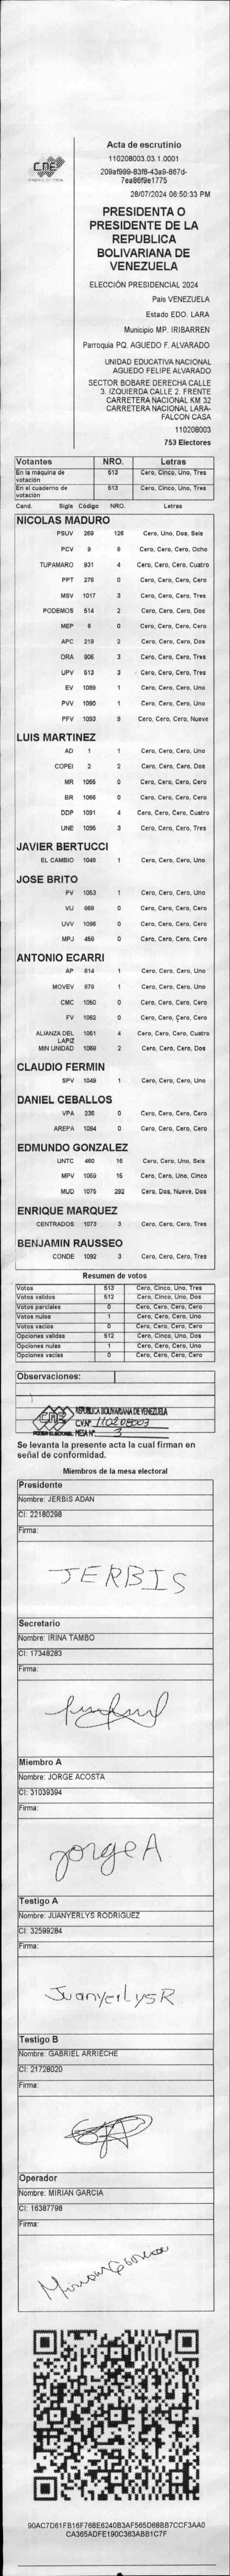 Acta de escrutinio
110208003.03.1.0001
209af999-83f8-43a9-867d-
7ea86f9e1775
28/07/2024 06:50:33 PM
CNE
PRESIDENTA O
PRESIDENTE DE LA
REPUBLICA
BOLIVARIANA DE
VENEZUELA
ELECCIÓN PRESIDENCIAL 2024
País VENEZUELA
Estado EDO. LARA
Municipio MP. IRIBARREN
Parroquia PQ. AGUEDO F. ALVARADO
UNIDAD EDUCATIVA NACIONAL
AGUEDO FELIPE ALVARADO
SECTOR BOBARE DERECHA CALLE
3. IZQUIERDA CALLE 2. FRENTE
CARRETERA NACIONAL KM 32
CARRETERA NACIONAL LARA-
FALCON CASA
110208003
753 Electores
Votantes NRO. Letras
En la máquina de votación 513 Cero, Cinco, Uno, Tres
En el cuaderno de votación 513 Cero, Cinco, Uno, Tres
Cand. Sigla Código NRO. Letras
NICOLAS MADURO
PSUV 269 126 Cero, Uno, Dos, Seis
PCV 9 8 Cero, Cero, Cero, Ocho
TUPAMARO 931 4 Cero, Cero, Cero, Cuatro
PPT 276 0 Cero, Cero, Cero, Cero
MSV 1017 3 Cero, Cero, Cero, Tres
PODEMOS 514 2 Cero, Cero, Cero, Dos
MEP 6 0 Cero, Cero, Cero, Cero
APC 219 2 Cero, Cero, Cero, Dos
ORA 906 3 Cero, Cero, Cero, Tres
UPV 513 3 Cero, Cero, Cero, Tres
EV 1089 1 Cero, Cero, Cero, Uno
PVV 1090 1 Cero, Cero, Cero, Uno
PFV 1093 9 Cero, Cero, Cero, Nueve
LUIS MARTINEZ
AD 1 1 Cero, Cero, Cero, Uno
COPEI 2 2 Cero, Cero, Cero, Dos
MR 1065 0 Cero, Cero, Cero, Cero
BR 1066 0 Cero, Cero, Cero, Cero
DDP 1091 4 Cero, Cero, Cero, Cuatro
UNE 1095 3 Cero, Cero, Cero, Tres
JAVIER BERTUCCI
EL CAMBIO 1048 1 Cero, Cero, Cero, Uno
JOSE BRITO
PV 1053 1 Cero, Cero, Cero, Uno
VU 868 0 Cero, Cero, Cero, Cero
UVV 1096 0 Cero, Cero, Cero, Cero
MPJ 458 0 Cero, Cero, Cero, Cero
ANTONIO ECARRI
AP 814 1 Cero, Cero, Cero, Uno
MOVEV 878 1 Cero, Cero, Cero, Uno
CMC 1050 0 Cero, Cero, Cero, Cero
FV 1062 0 Cero, Cero, Cero, Cero
ALIANZA DEL LAPIZ 1061 4 Cero, Cero, Cero, Cuatro
MIN UNIDAD 1068 2 Cero, Cero, Cero, Dos
CLAUDIO FERMIN
SPV 1049 1 Cero, Cero, Cero, Uno
DANIEL CEBALLOS
VPA 236 0 Cero, Cero, Cero, Cero
AREPA 1094 0 Cero, Cero, Cero, Cero
EDMUNDO GONZALEZ
UNTC 460 16 Cero, Cero, Uno, Seis
MPV 1069 15 Cero, Cero, Uno, Cinco
MUD 1075 292 Cero, Dos, Nueve, Dos
ENRIQUE MARQUEZ
CENTRADOS 1073 3 Cero, Cero, Cero, Tres
BENJAMIN RAUSSEO
CONDE 1092 3 Cero, Cero, Cero, Tres
Resumen de votos
Votos 513 Cero, Cinco, Uno, Tres
Votos validos 512 Cero, Cinco, Uno, Dos
Votos parciales 0 Cero, Cero, Cero, Cero
Votos nulos 1 Cero, Cero, Cero, Uno
Votos vacios 0 Cero, Cero, Cero, Cero
Opciones validas 512 Cero, Cinco, Uno, Dos
Opciones nulas 1 Cero, Cero, Cero, Uno
Opciones vacias 0 Cero, Cero, Cero, Cero
Observaciones:
CNE REPUBLICA BOLIVARIANA DE VENEZUELA
CVNº 110208003
PODER ELECTORAL MESA Nº 3
Se levanta la presente acta la cual firman en
señal de conformidad.
Miembros de la mesa electoral
Presidente
Nombre: JERBIS ADAN
CI: 22180298
Firma:
JERBIS
Secretario
Nombre: IRINA TAMBO
CI: 17348283
Firma:
Miembro A
Nombre: JORGE ACOSTA
CI: 31039394
Firma:
jorge A
Testigo A
Nombre: JUANYERLYS RODRIGUEZ
CI: 32599284
Firma:
Juanyerlys R
Testigo B
Nombre: GABRIEL ARRIECHE
CI: 21728020
Firma:
Operador
Nombre: MIRIAN GARCIA
CI: 16387798
Firma:
Mirian Garcia
90AC7D61FB16F768E6240B3AF565D68BB7CCF3AA0
CA365ADFE190C363ABB1C7F